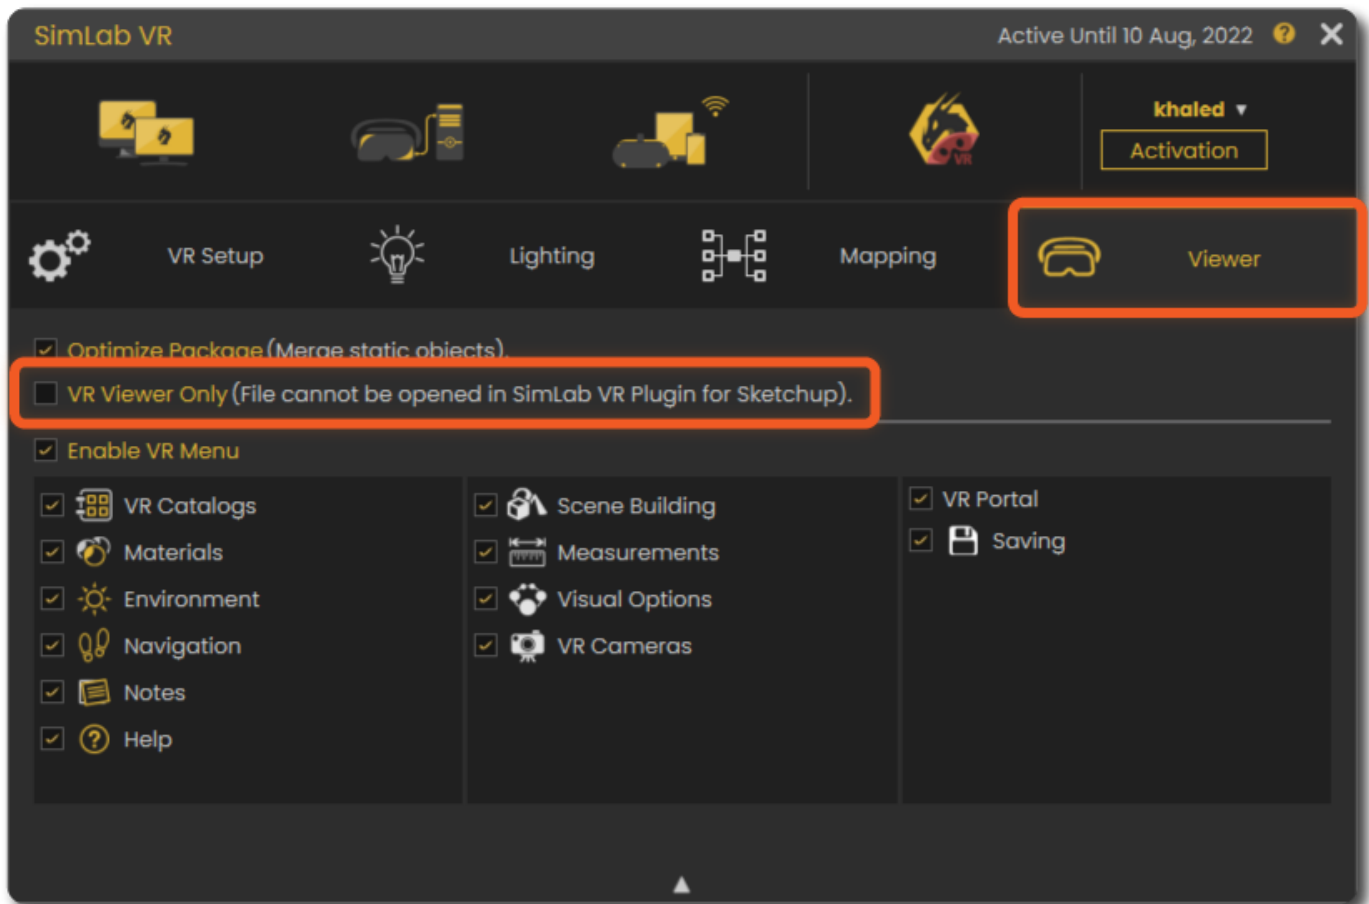 SimLab VR Active Until 10 Aug, 2022 ?
VR
khaled ▼
Activation
VR Setup Lighting Mapping Viewer
Optimize Package (Merge static objects).
VR Viewer Only (File cannot be opened in SimLab VR Plugin for Sketchup).
Enable VR Menu
VR Catalogs
Materials
Environment
Navigation
Notes
? Help
Scene Building
Measurements
Visual Options
VR Cameras
VR Portal
Saving